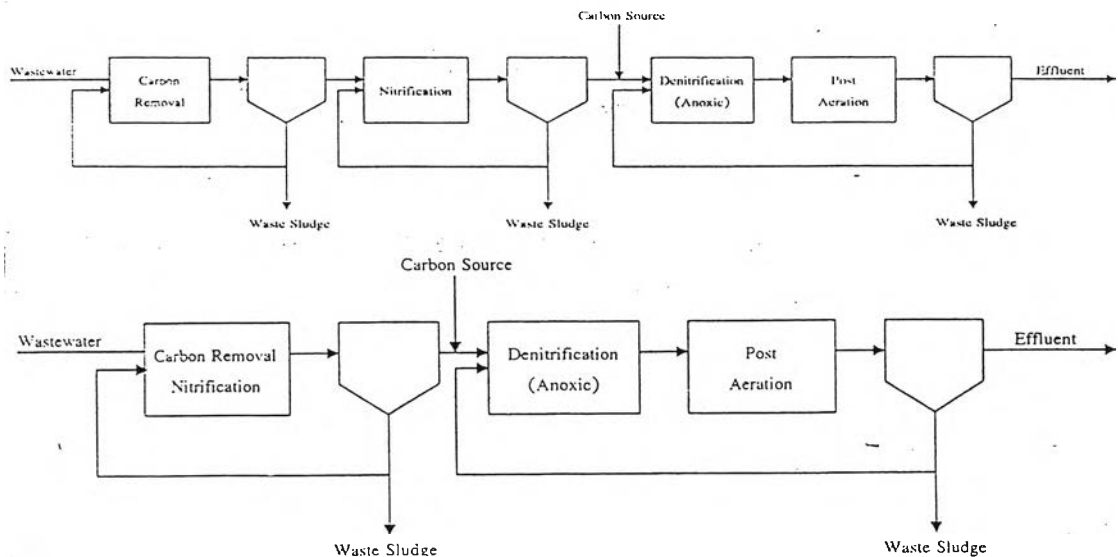 Carbon Source
Wastewater
Carbon
Removal
Nitrification
Denitrification
(Anoxic)
Post
Aeration
Effluent
Waste Sludge
Waste Sludge
Waste Sludge
Carbon Source
Wastewater
Carbon Removal
Nitrification
Denitrification
(Anoxic)
Post
Aeration
Effluent
Waste Sludge
Waste Sludge